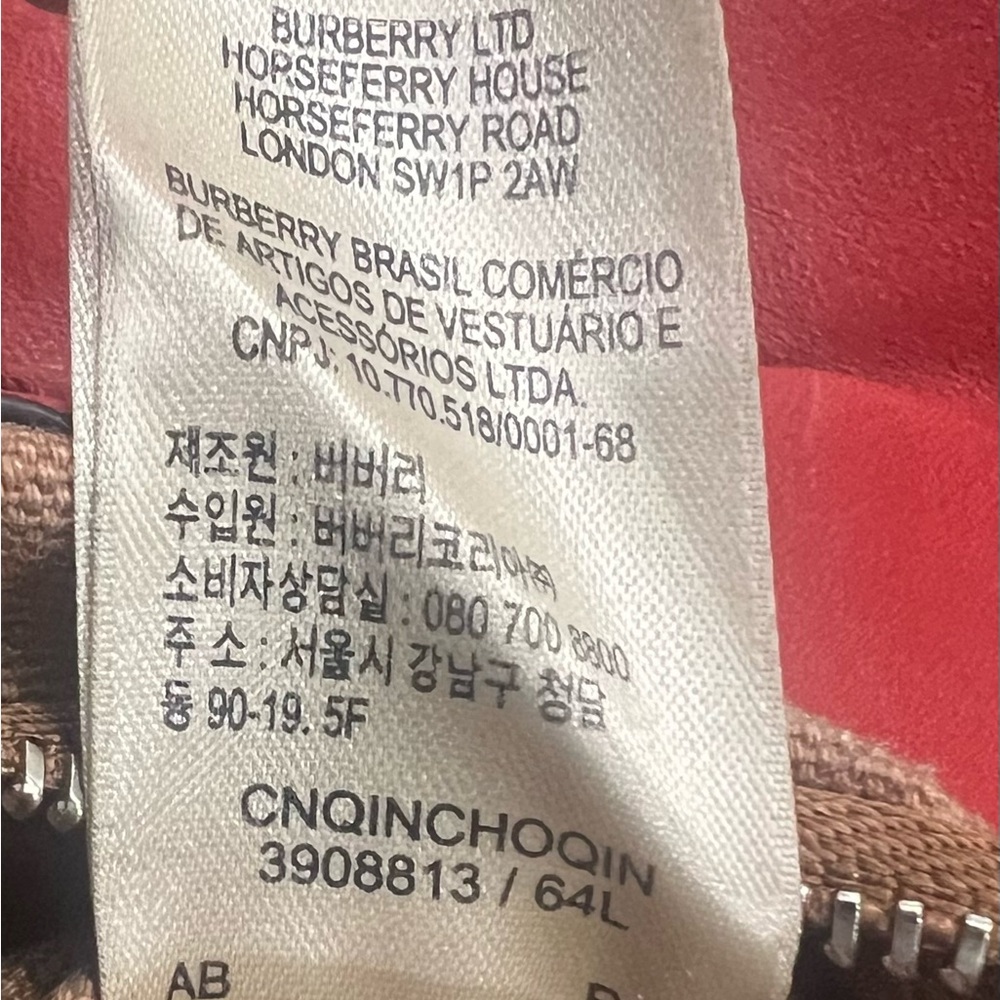 BURBERRY LTD
HORSEFERRY HOUSE
HORSEFERRY ROAD
LONDON SW1P 2AW
BURBERRY BRASIL COMÉRCIO
DE ARTIGOS DE VESTUÁRIO E
ACESSÓRIOS LTDA.
CNPJ: 10.770.518/0001-68
제조원 : 버버리
수입원 : 버버리코리아㈜
소비자상담실 : 080 700 8800
주 소 : 서울시 강남구 청담
동 90-19. 5F
CNQINCHOQIN
3908813 / 64L
AB